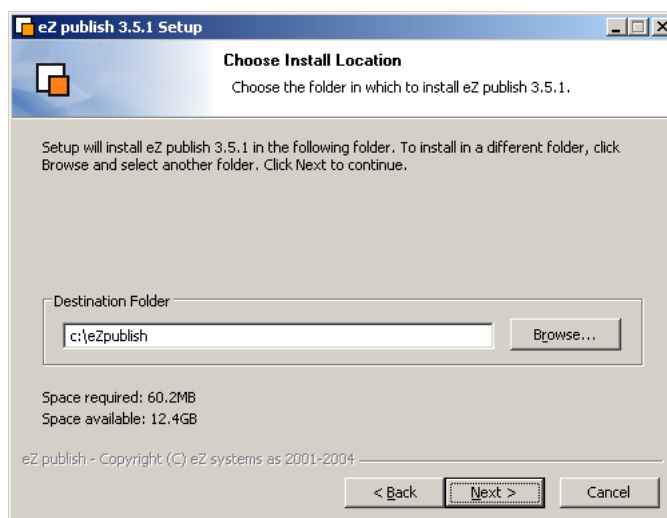 eZ publish 3.5.1 Setup
Choose Install Location
Choose the folder in which to install eZ publish 3.5.1.
Setup will install eZ publish 3.5.1 in the following folder. To install in a different folder, click
Browse and select another folder. Click Next to continue.
Destination Folder
c:\eZpublish
Browse...
Space required: 60.2MB
Space available: 12.4GB
eZ publish - Copyright (C) eZ systems as 2001-2004
< Back
Next >
Cancel